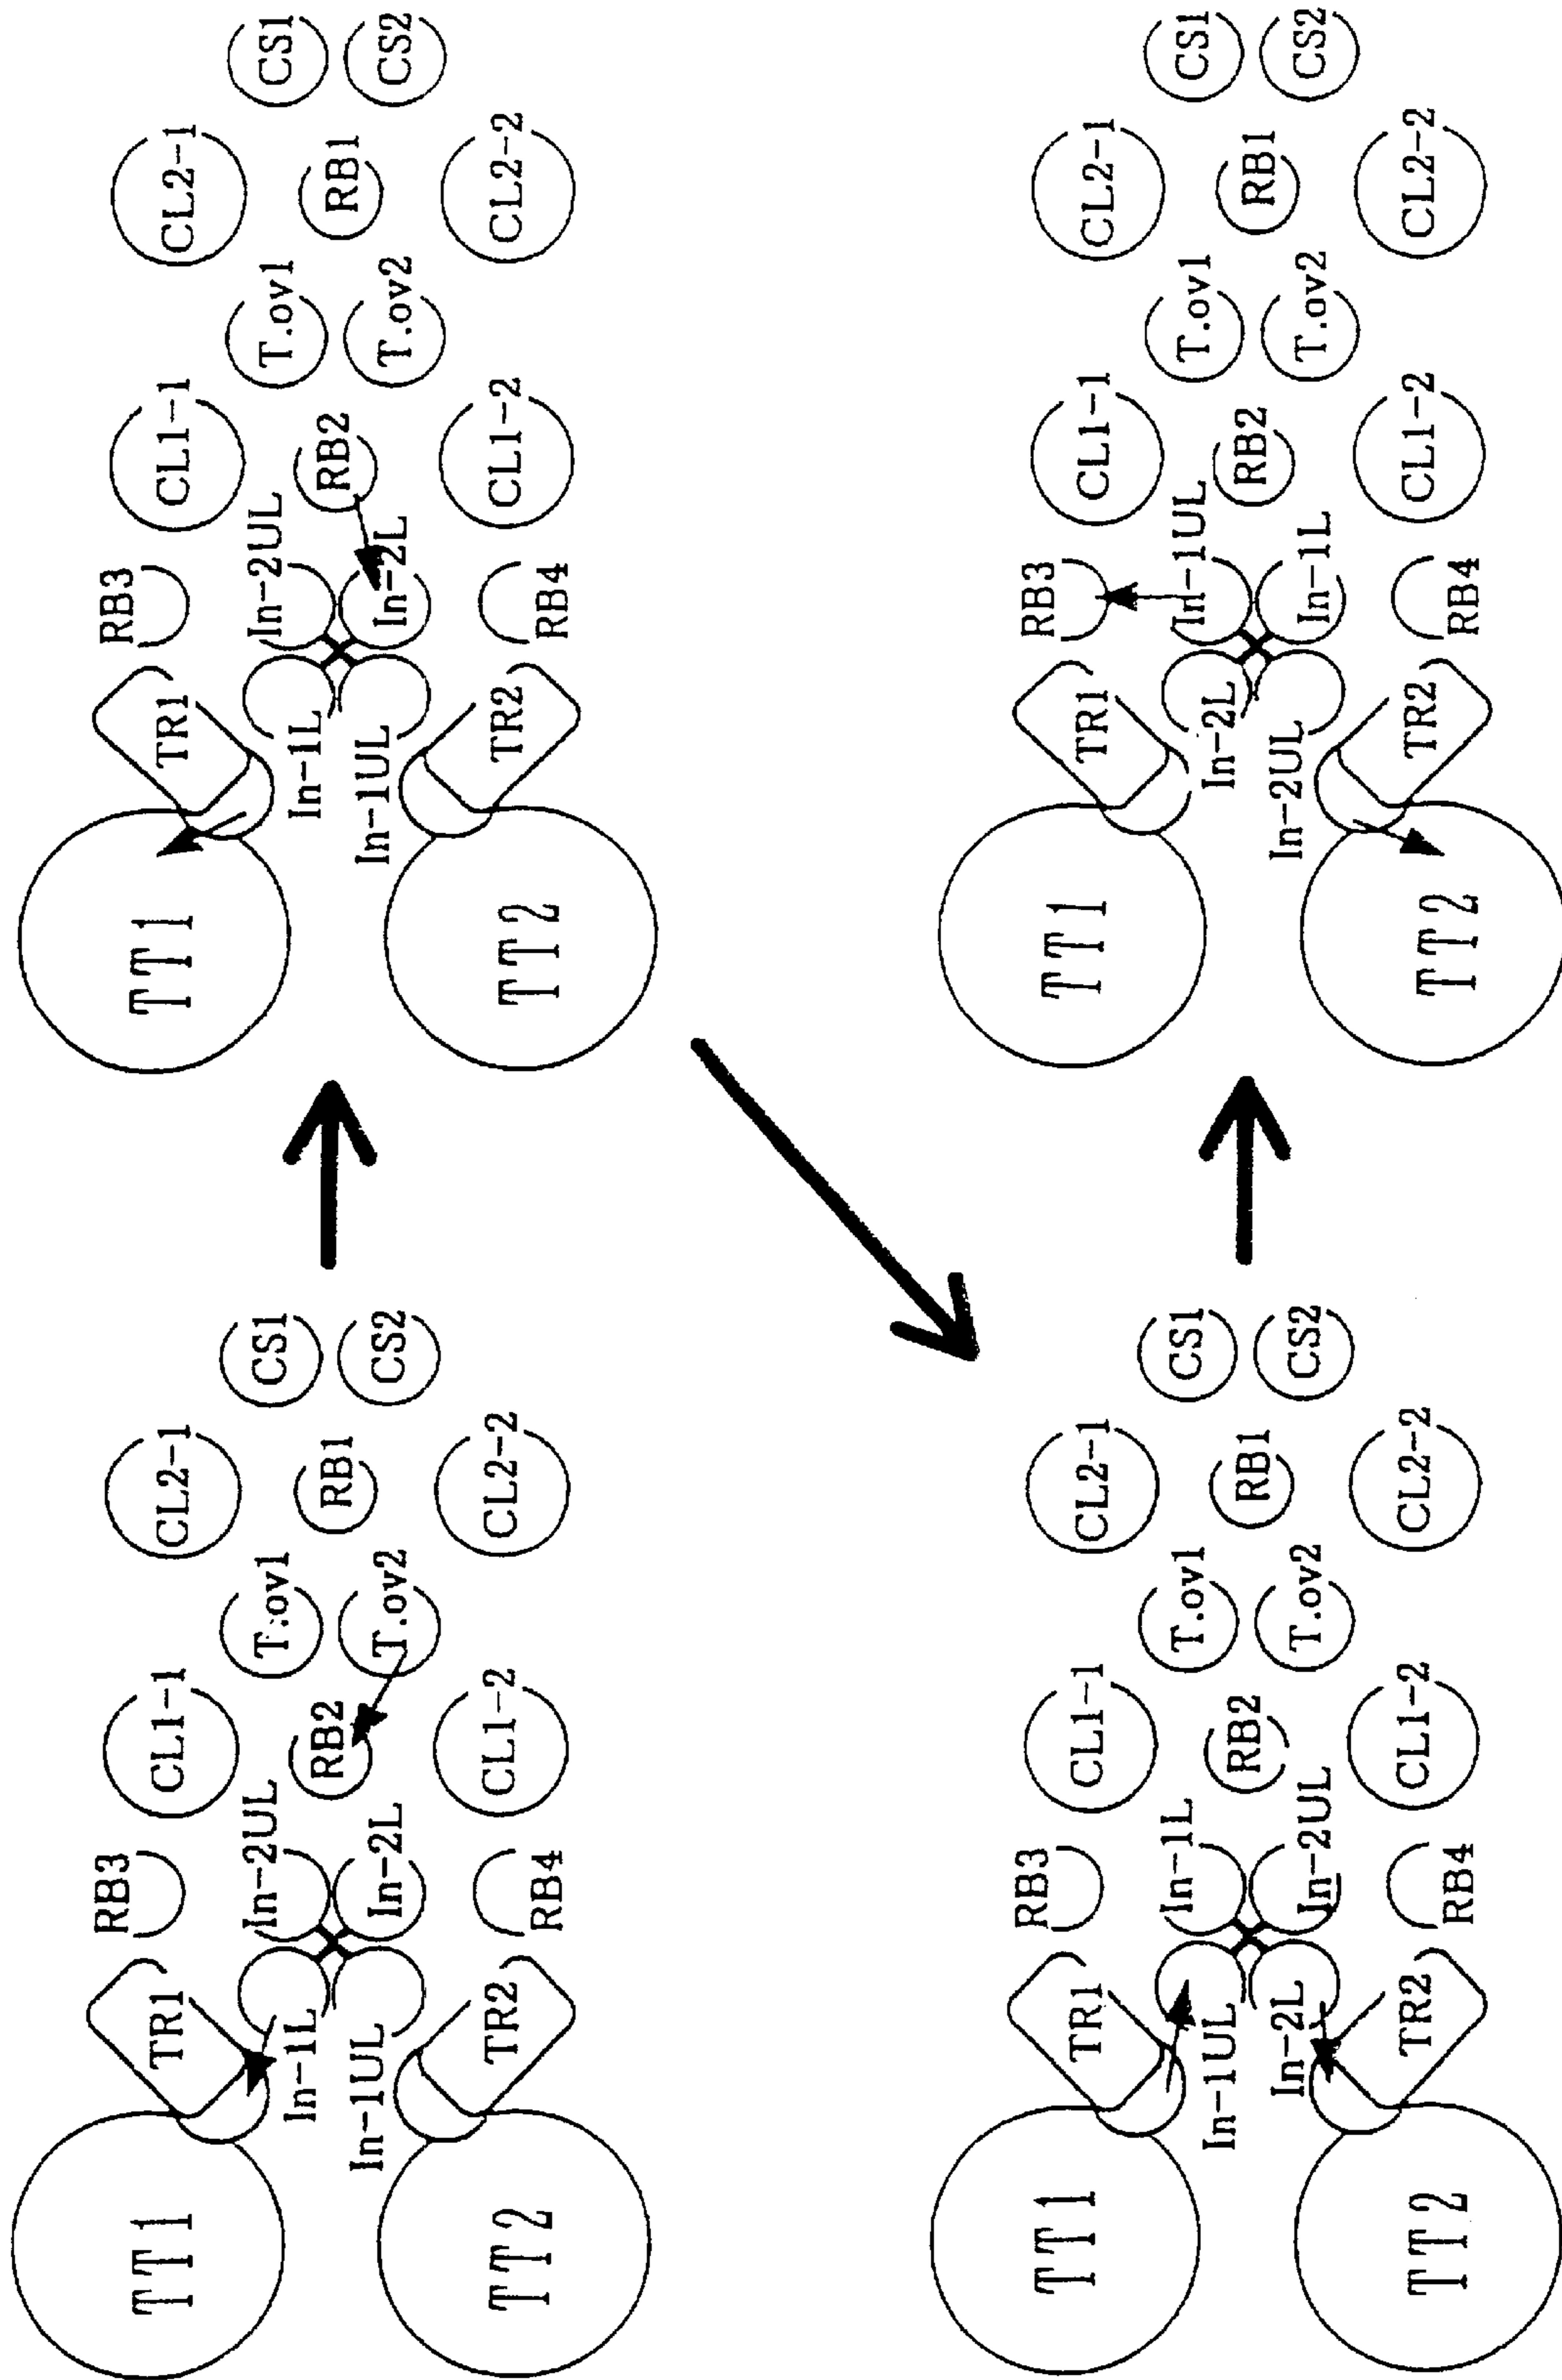 TT1
TT2
TR1
TR2
RB3
RB4
In-1L
In-1UL
In-2UL
In-2L
CL1-1
RB2
CL1-2
T.ov1
T.ov2
CL2-1
RB1
CL2-2
CS1
CS2
TT1
TT2
TR1
TR2
RB3
RB4
In-1L
In-1UL
In-2UL
In-2L
CL1-1
RB2
CL1-2
T.ov1
T.ov2
CL2-1
RB1
CL2-2
CS1
CS2
TT1
TT2
TR1
TR2
RB3
RB4
In-1UL
In-2L
In-1L
In-2UL
CL1-1
RB2
CL1-2
T.ov1
T.ov2
CL2-1
RB1
CL2-2
CS1
CS2
TT1
TT2
TR1
TR2
RB3
RB4
In-2L
In-2UL
In-1UL
In-1L
CL1-1
RB2
CL1-2
T.ov1
T.ov2
CL2-1
RB1
CL2-2
CS1
CS2